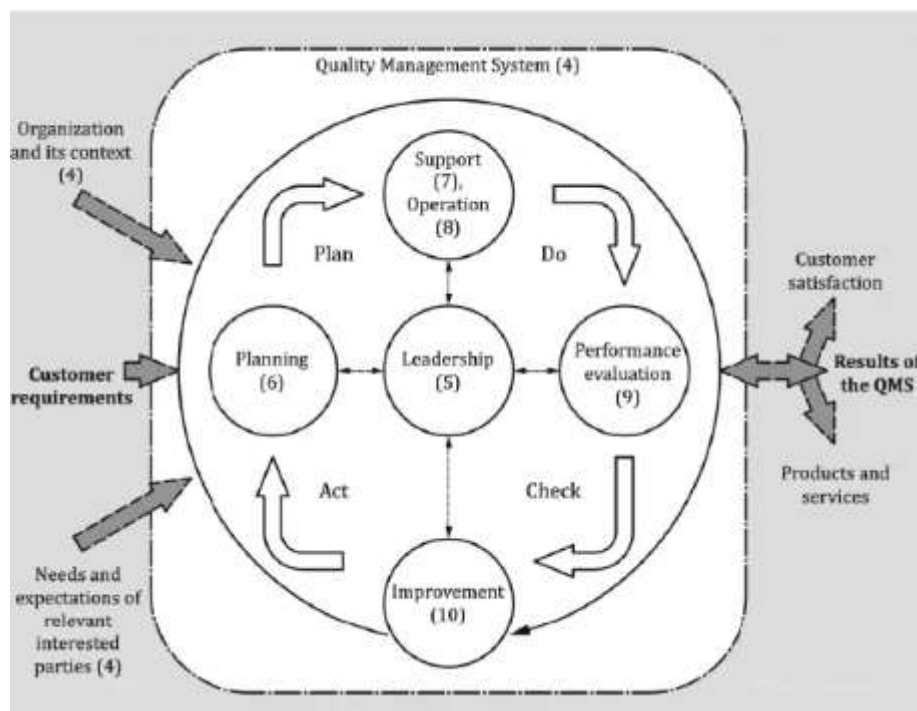 Quality Management System (4)
Organization
and its context
(4)
Support
(7),
Operation
(8)
Plan
Do
Customer
satisfaction
Customer
requirements
Planning
(6)
Leadership
(5)
Performance
evaluation
(9)
Results of
the QMS
Act
Check
Products and
services
Needs and
expectations of
relevant
interested
parties (4)
Improvement
(10)